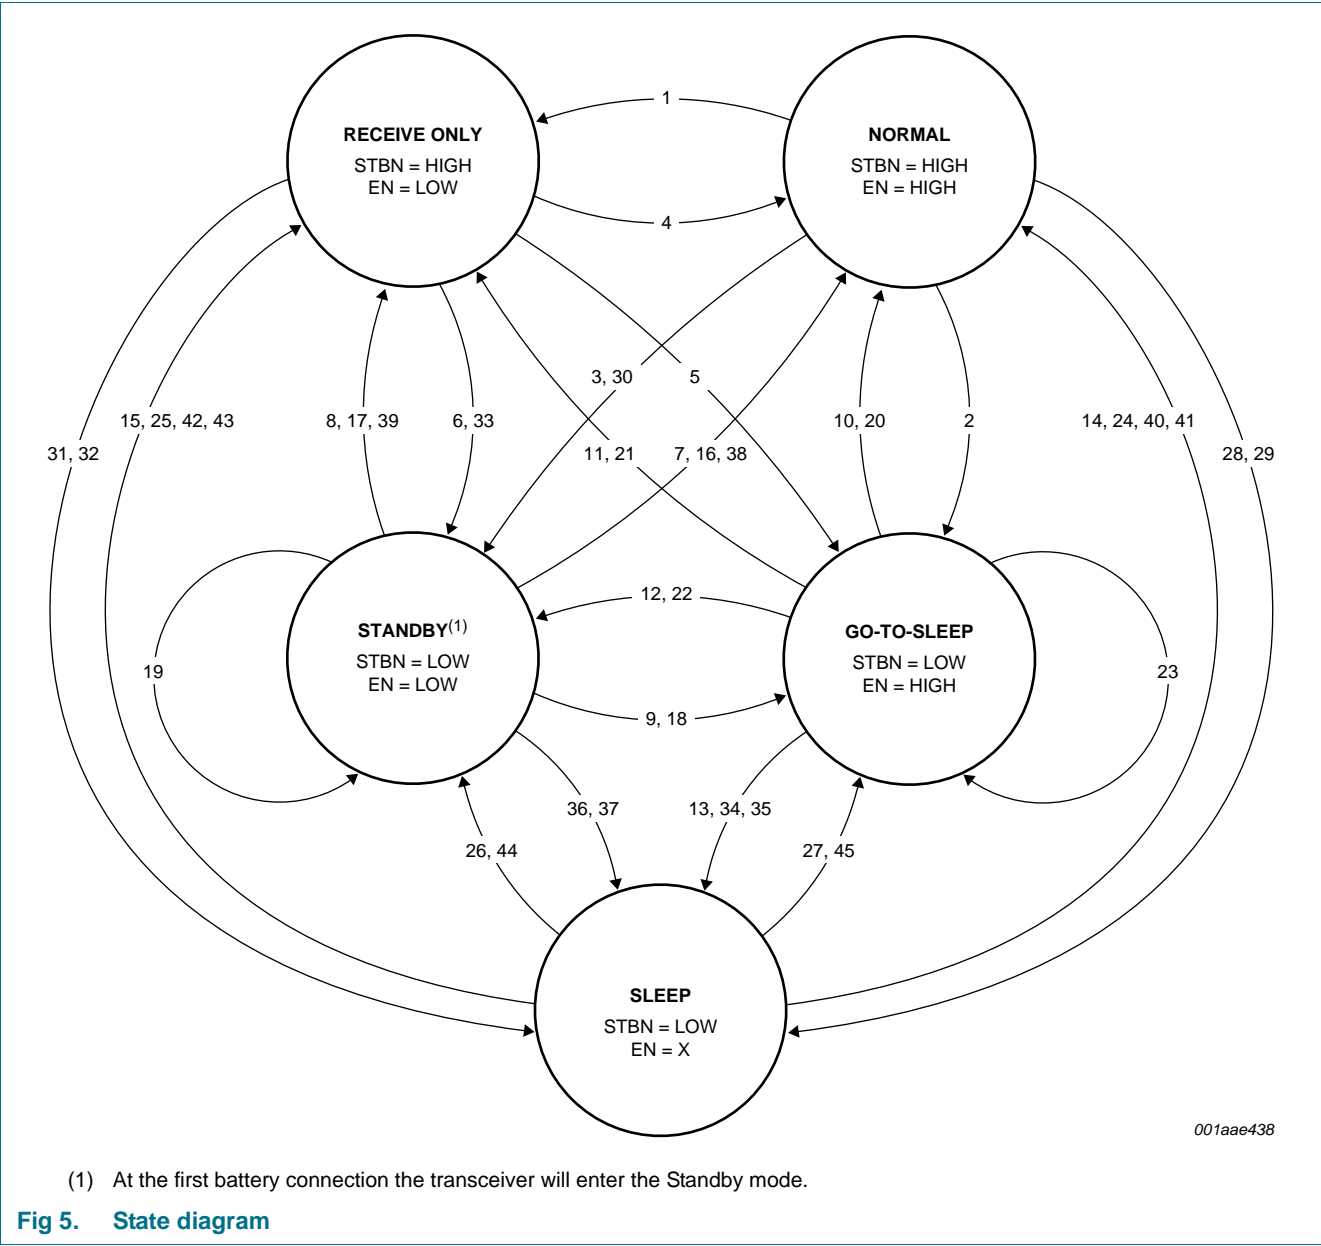 1
RECEIVE ONLY
STBN = HIGH
EN = LOW
NORMAL
STBN = HIGH
EN = HIGH
4
3, 30
5
15, 25, 42, 43
8, 17, 39
6, 33
10, 20
2
14, 24, 40, 41
31, 32
11, 21
7, 16, 38
28, 29
12, 22
STANDBY(1)
STBN = LOW
EN = LOW
GO-TO-SLEEP
STBN = LOW
EN = HIGH
19
23
9, 18
36, 37
13, 34, 35
26, 44
27, 45
SLEEP
STBN = LOW
EN = X
001aae438
(1) At the first battery connection the transceiver will enter the Standby mode.
Fig 5. State diagram